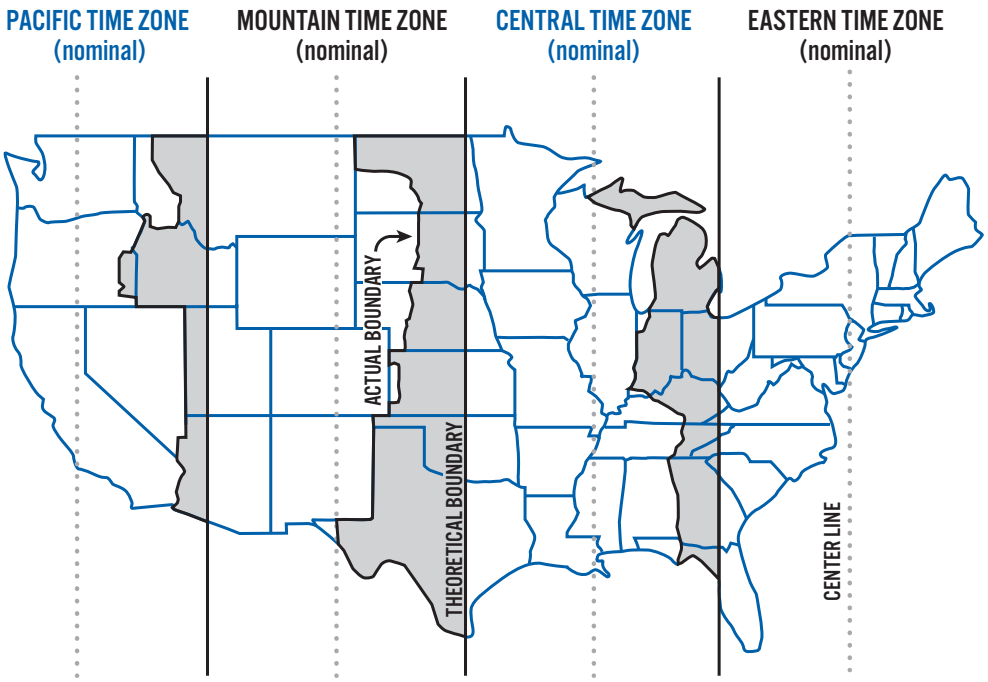 PACIFIC TIME ZONE
(nominal)
MOUNTAIN TIME ZONE
(nominal)
CENTRAL TIME ZONE
(nominal)
EASTERN TIME ZONE
(nominal)
ACTUAL BOUNDARY
THEORETICAL BOUNDARY
CENTER LINE